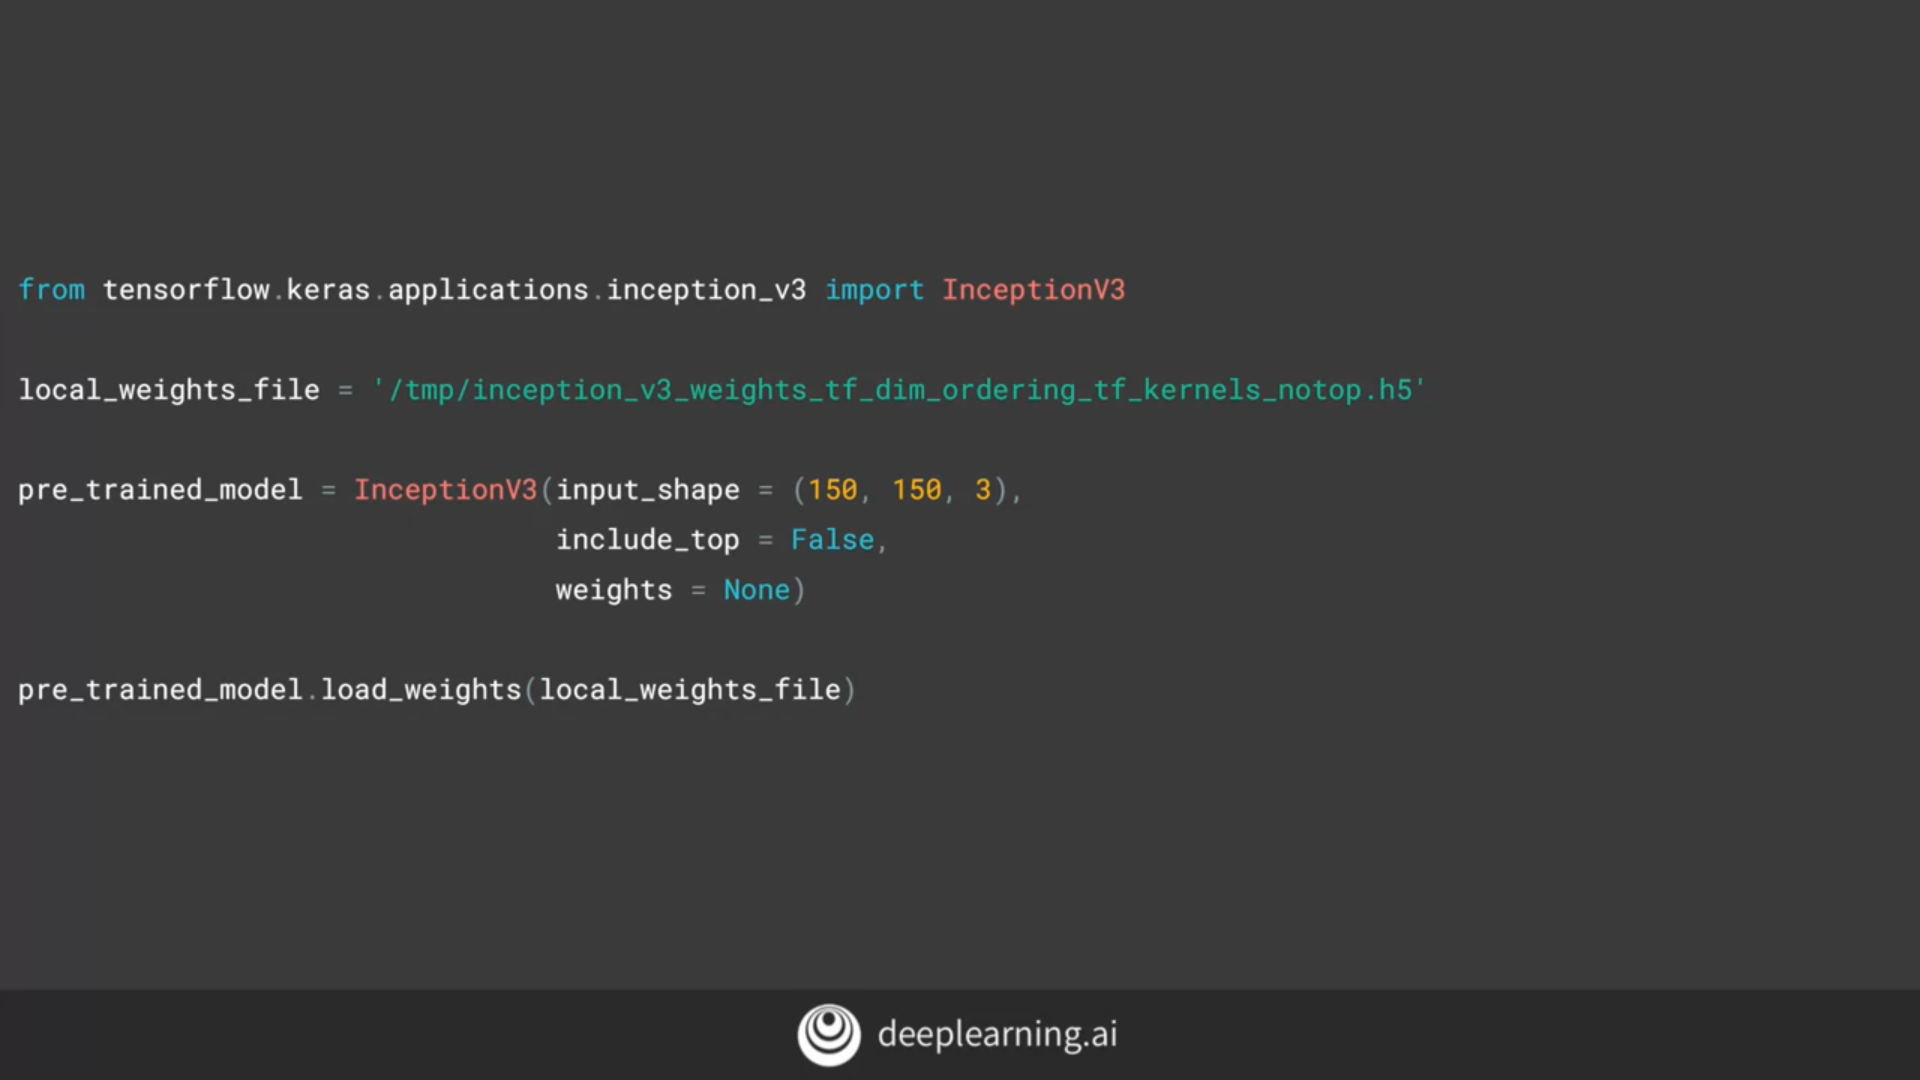 from tensorflow.keras.applications.inception_v3 import InceptionV3
local_weights_file = '/tmp/inception_v3_weights_tf_dim_ordering_tf_kernels_notop.h5'
pre_trained_model = InceptionV3(input_shape = (150, 150, 3),
include_top = False,
weights = None)
pre_trained_model.load_weights(local_weights_file)
deeplearning.ai